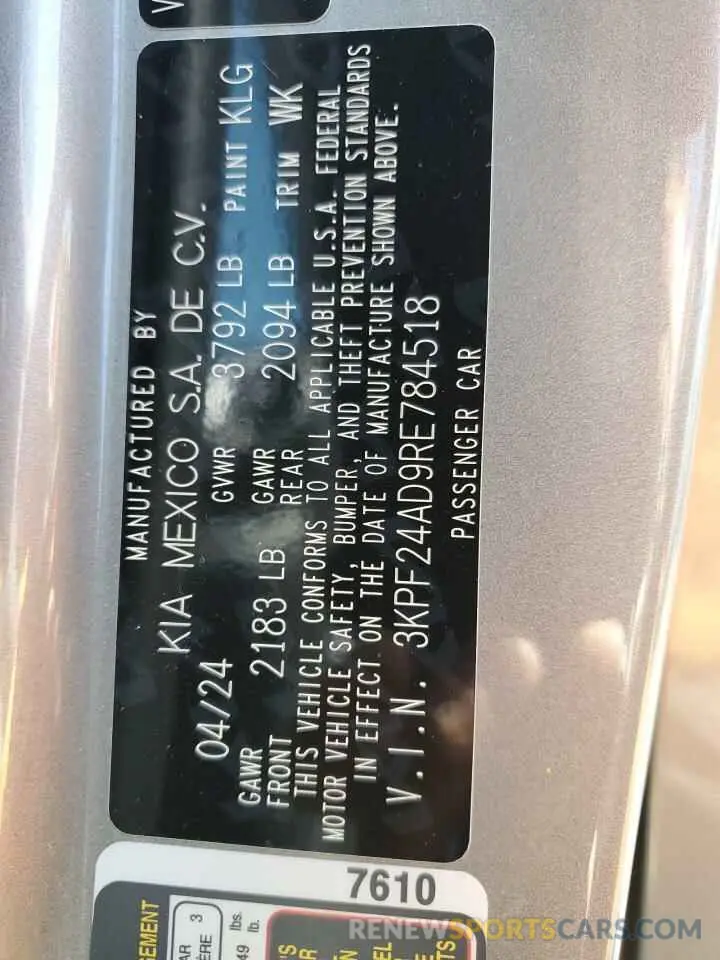 MANUFACTURED BY
KIA MEXICO S.A. DE C.V.
04/24 GVWR 3792 LB PAINT KLG
GAWR FRONT 2183 LB GAWR REAR 2094 LB TRIM WK
THIS VEHICLE CONFORMS TO ALL APPLICABLE U.S.A. FEDERAL
MOTOR VEHICLE SAFETY, BUMPER, AND THEFT PREVENTION STANDARDS
IN EFFECT ON THE DATE OF MANUFACTURE SHOWN ABOVE.
V.I.N. 3KPF24AD9RE784518
PASSENGER CAR
7610
RENEWSPORTSCARS.COM